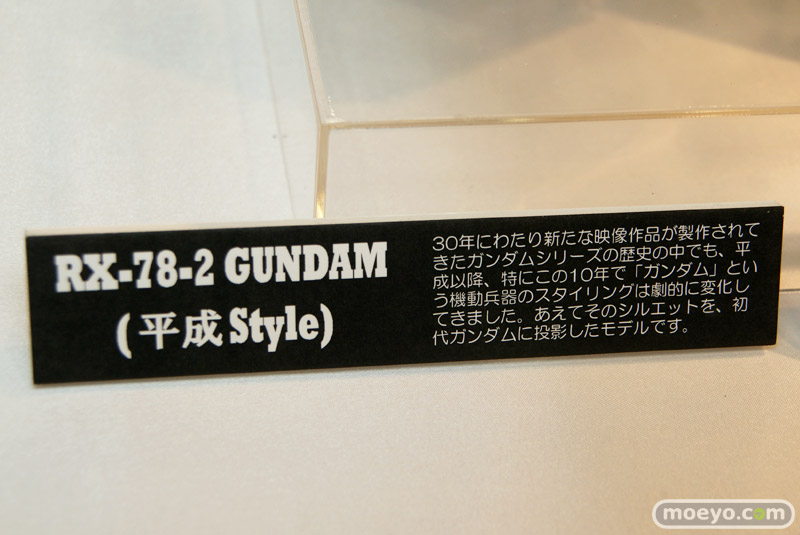 RX-78-2 GUNDAM
(平成Style)
30年にわたり新たな映像作品が製作されて
きたガンダムシリーズの歴史の中でも、平
成以降、特にこの10年で「ガンダム」とい
う機動兵器のスタイリングは劇的に変化し
てきました。あえてそのシルエットを、初
代ガンダムに投影したモデルです。
moeyo.com